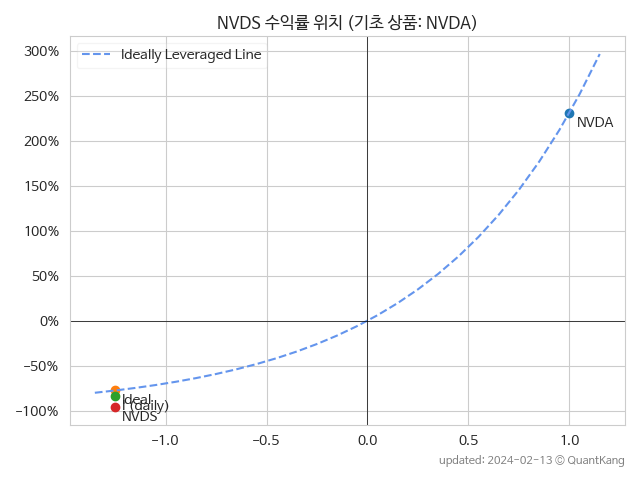 NVDS 수익률 위치 (기초 상품: NVDA)
Ideally Leveraged Line
300%
250%
200%
150%
100%
50%
0%
−50%
−100%
NVDA
Ideal
I (daily)
NVDS
−1.0
−0.5
0.0
0.5
1.0
updated: 2024-02-13 © QuantKang